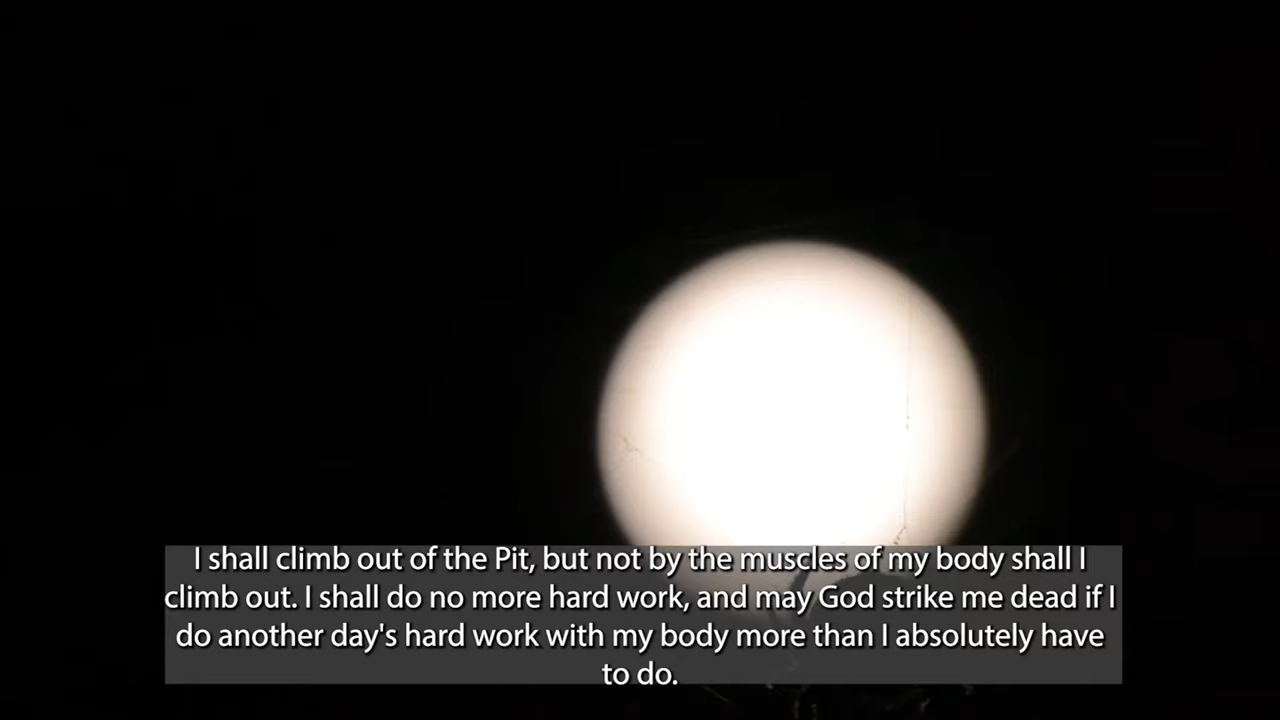 I shall climb out of the Pit, but not by the muscles of my body shall I
climb out. I shall do no more hard work, and may God strike me dead if I
do another day's hard work with my body more than I absolutely have
to do.